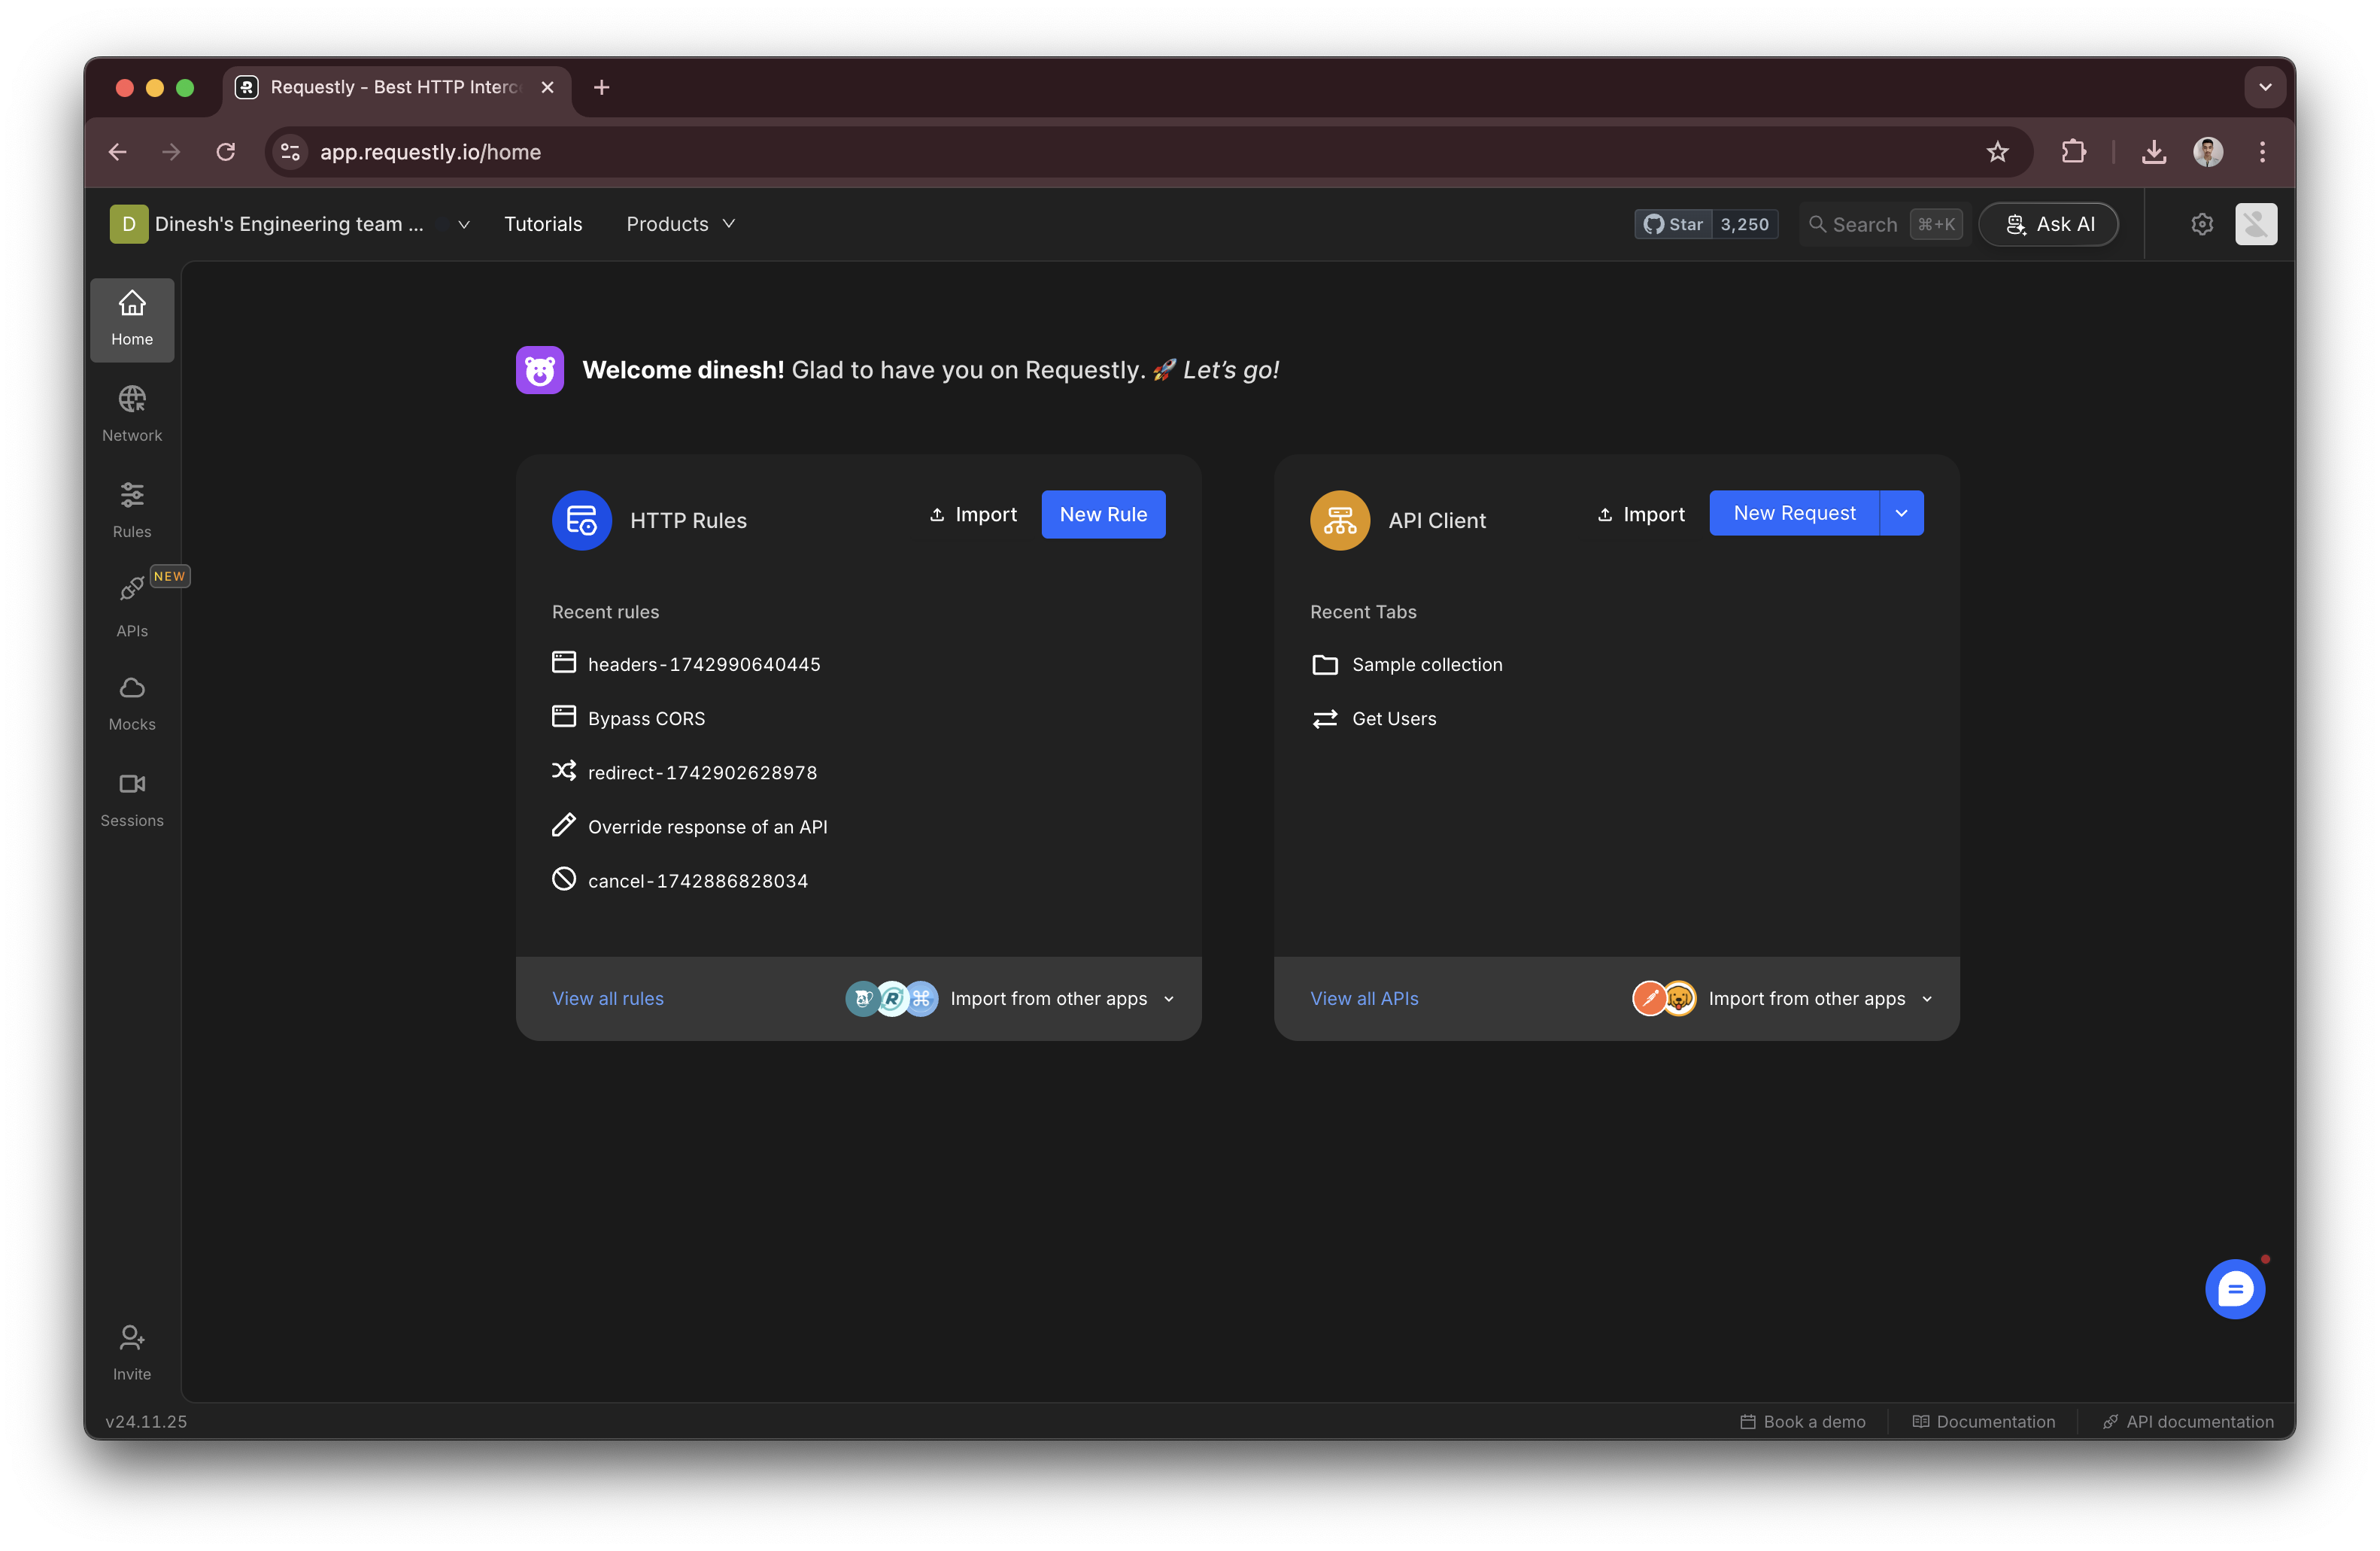 Requestly - Best HTTP Interc
app.requestly.io/home
D Dinesh's Engineering team ... Tutorials Products Star 3,250 Search ⌘+K Ask AI
Home
Network
Rules
NEW
APIs
Mocks
Sessions
Invite
Welcome dinesh! Glad to have you on Requestly. 🚀 Let's go!
HTTP Rules Import New Rule
Recent rules
headers-1742990640445
Bypass CORS
redirect-1742902628978
Override response of an API
cancel-1742886828034
View all rules Import from other apps
API Client Import New Request
Recent Tabs
Sample collection
Get Users
View all APIs Import from other apps
v24.11.25 Book a demo Documentation API documentation